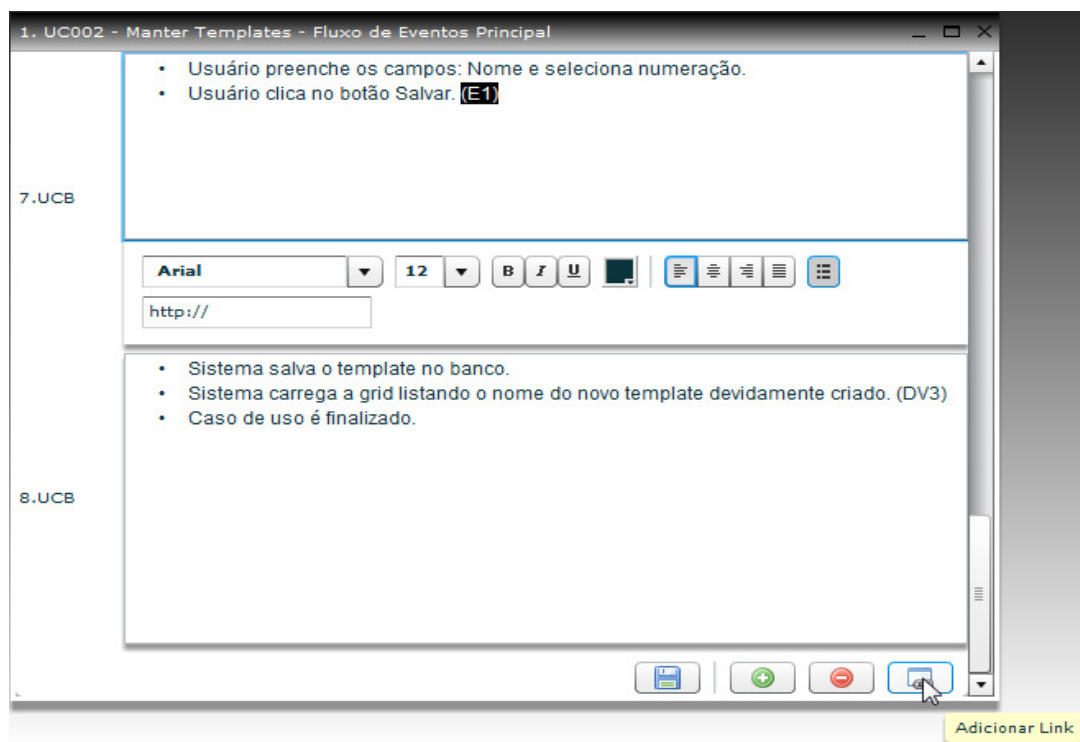 1. UC002 - Manter Templates - Fluxo de Eventos Principal
• Usuário preenche os campos: Nome e seleciona numeração.
• Usuário clica no botão Salvar. (E1)
7.UCB
Arial 12 B I U
http://
• Sistema salva o template no banco.
• Sistema carrega a grid listando o nome do novo template devidamente criado. (DV3)
• Caso de uso é finalizado.
8.UCB
Adicionar Link